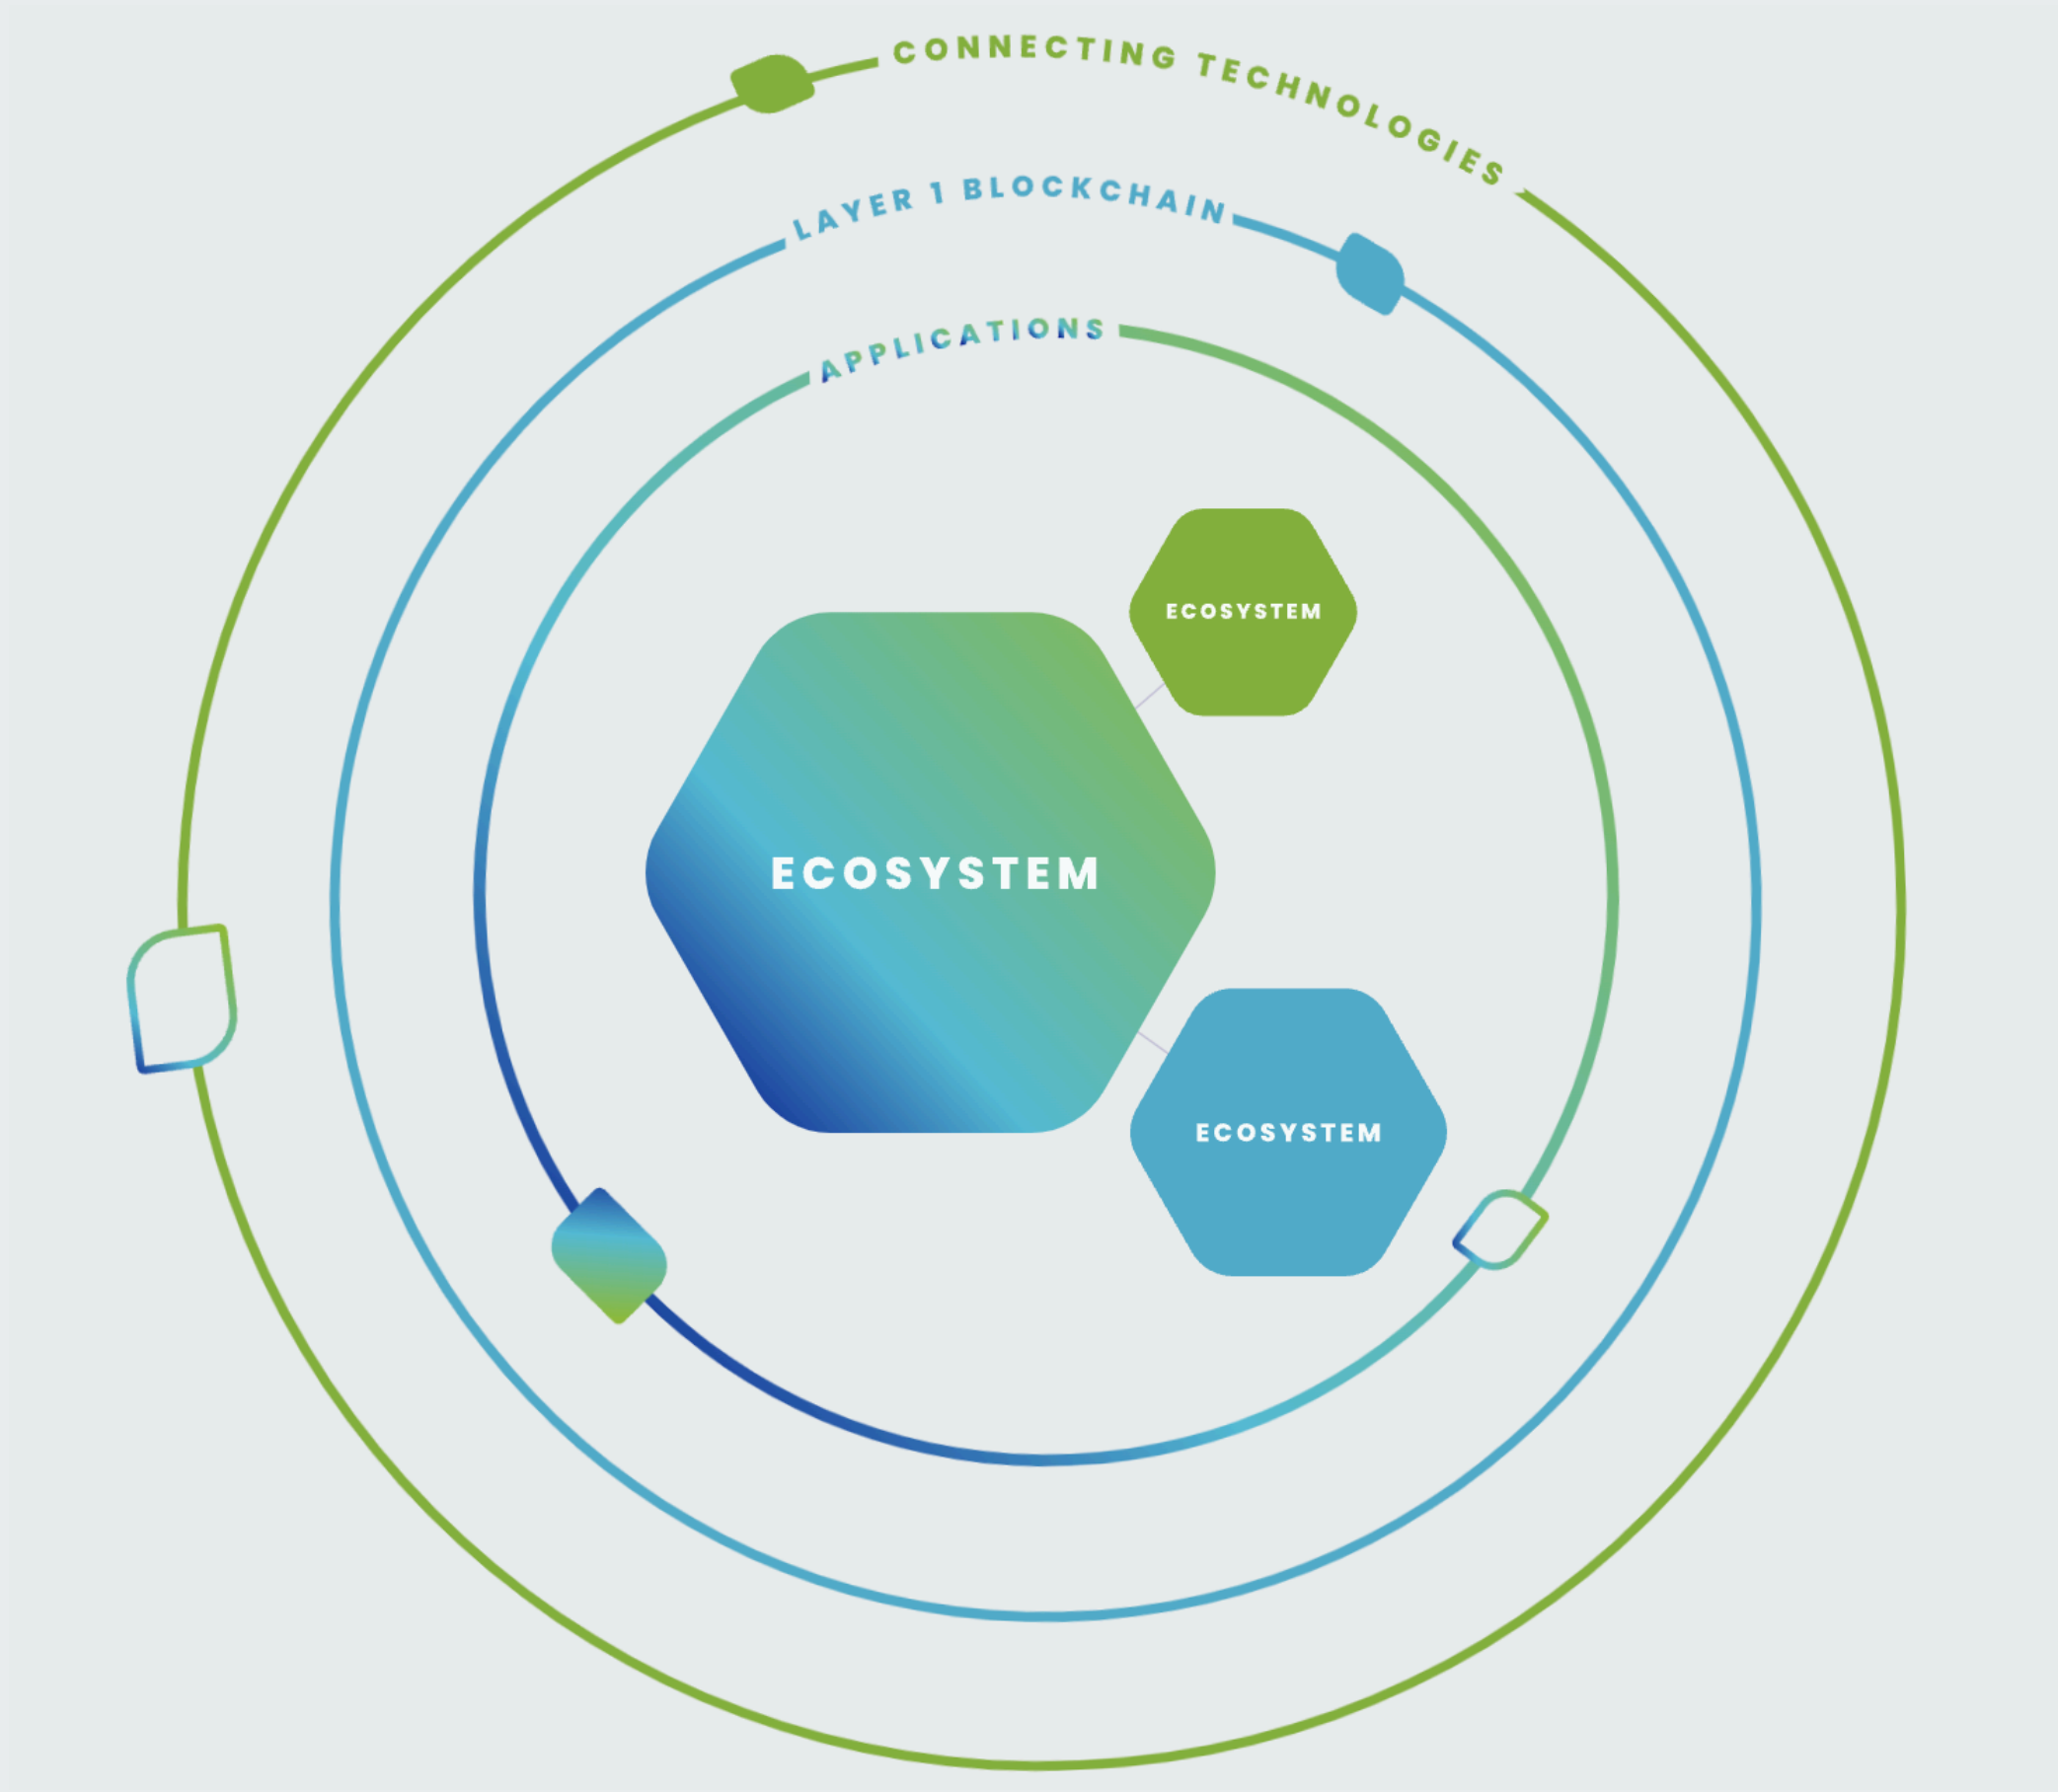 CONNECTING TECHNOLOGIES
LAYER 1 BLOCKCHAIN
APPLICATIONS
ECOSYSTEM
ECOSYSTEM
ECOSYSTEM